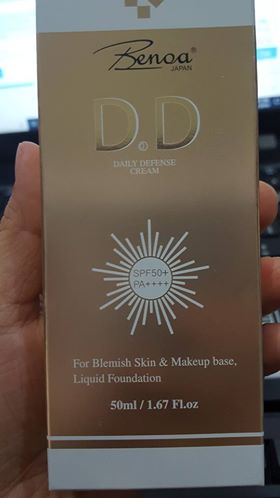 Benoa®
JAPAN
D.D
DAILY DEFENSE
CREAM
SPF50+
PA++++
For Blemish Skin & Makeup base,
Liquid Foundation
50ml / 1.67 Fl.oz